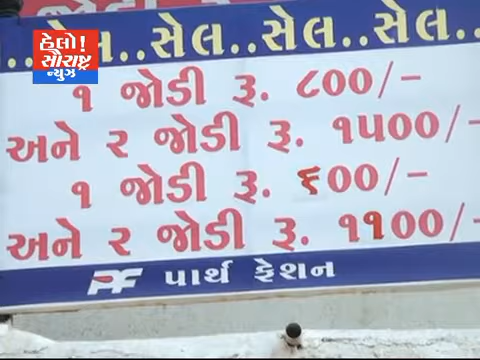 ..સેલ..સેલ..સેલ..સેલ..
હેલો!
સૌરાષ્ટ્ર
ન્યુઝ
૧ જોડી રૂ. ૮૦૦/-
અને ૨ જોડી રૂ. ૧૫૦૦/-
૧ જોડી રૂ. ૬૦૦/-
અને ૨ જોડી રૂ. ૧૧૦૦/-
PF પાર્થ ફેશન